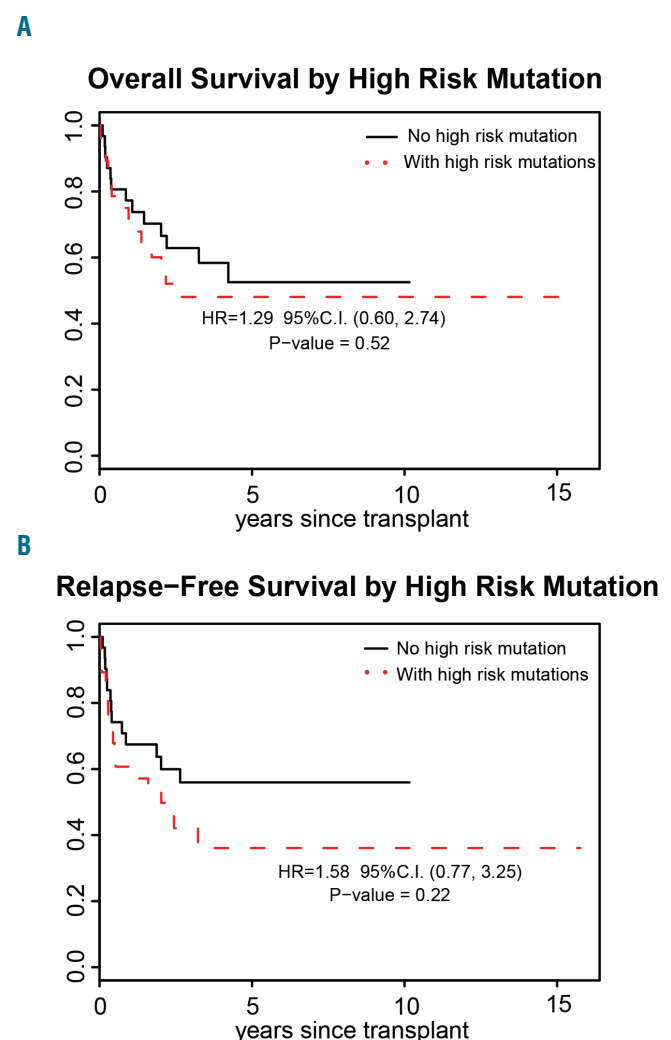 A
Overall Survival by High Risk Mutation
No high risk mutation
With high risk mutations
1.0
0.8
0.6
0.4
0.2
0.0
HR=1.29 95%C.I. (0.60, 2.74)
P−value = 0.52
0 5 10 15
years since transplant
B
Relapse−Free Survival by High Risk Mutation
No high risk mutation
With high risk mutations
1.0
0.8
0.6
0.4
0.2
0.0
HR=1.58 95%C.I. (0.77, 3.25)
P−value = 0.22
0 5 10 15
years since transplant